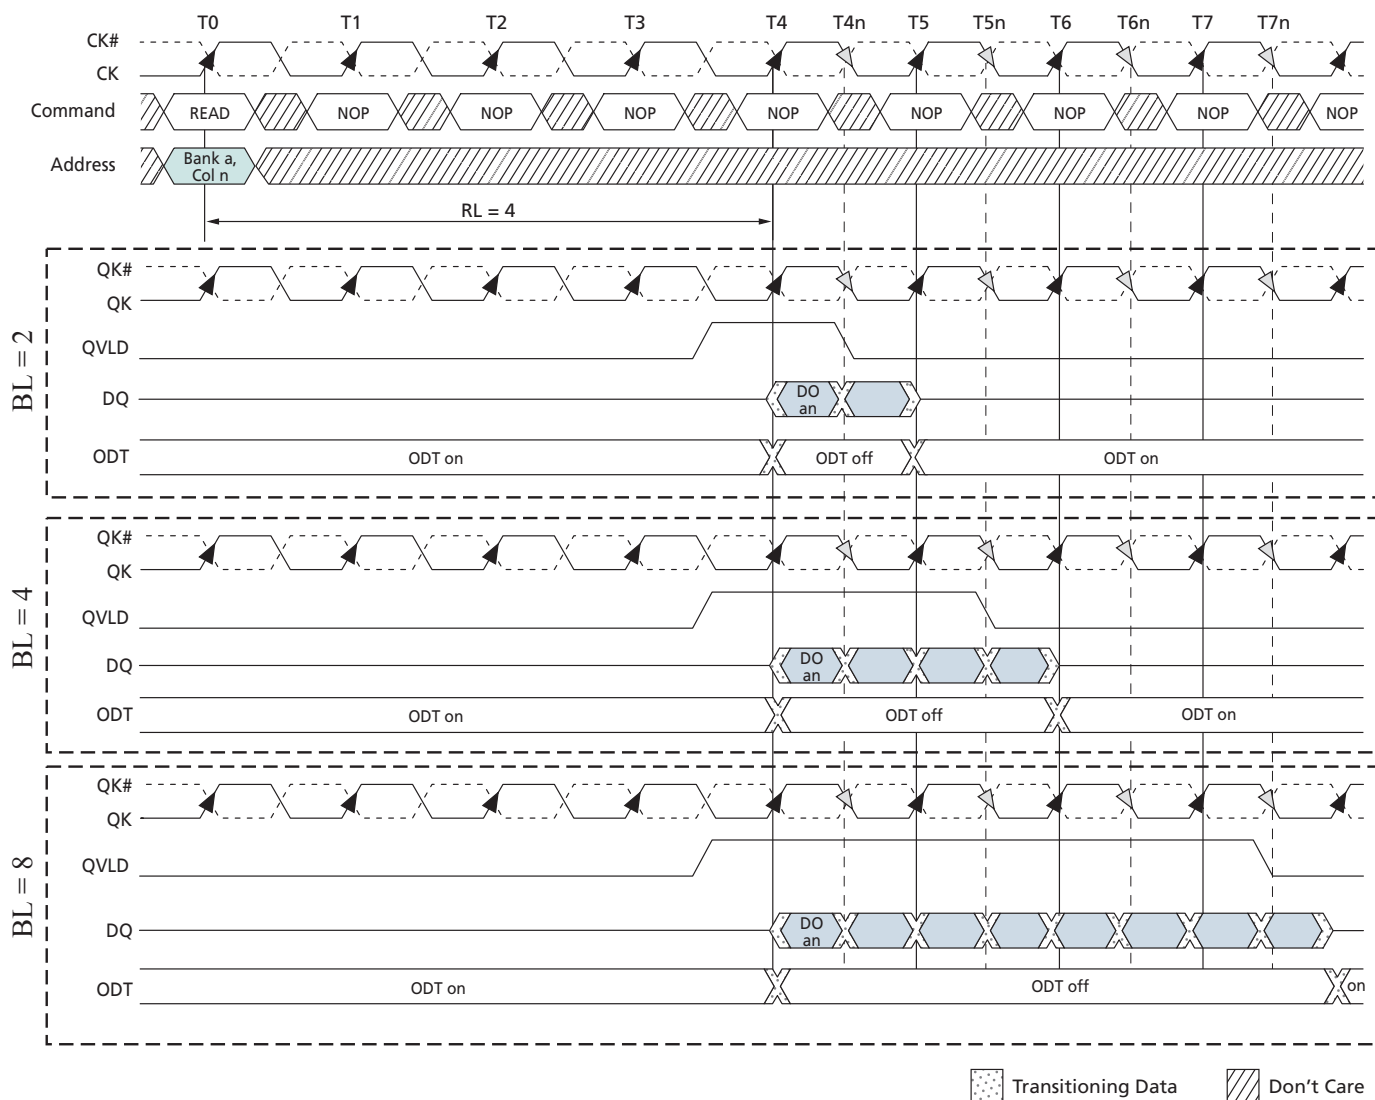 T0 T1 T2 T3 T4 T4n T5 T5n T6 T6n T7 T7n
CK#
CK
Command READ NOP NOP NOP NOP NOP NOP NOP NOP
Address Bank a,
Col n
RL = 4
BL = 2
QK#
QK
QVLD
DQ DO
an
ODT ODT on ODT off ODT on
BL = 4
QK#
QK
QVLD
DQ DO
an
ODT ODT on ODT off ODT on
BL = 8
QK#
QK
QVLD
DQ DO
an
ODT ODT on ODT off on
Transitioning Data Don't Care